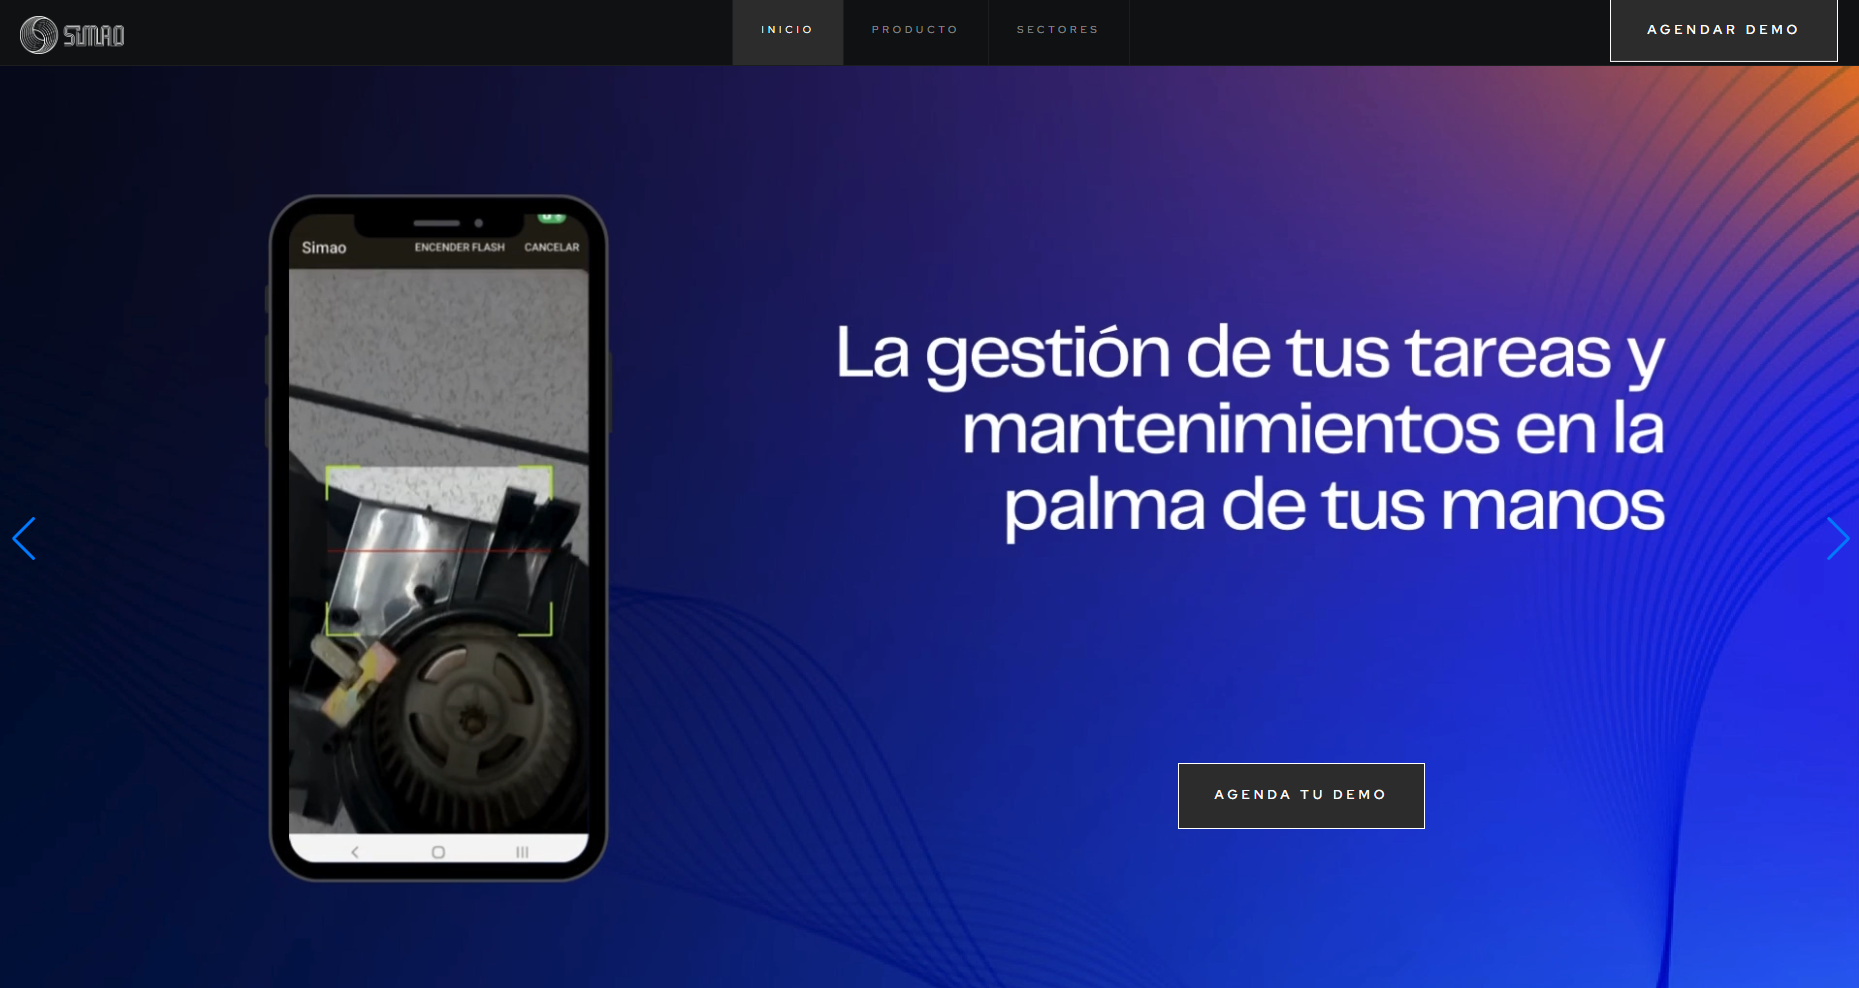 SIMAO
INICIO
PRODUCTO
SECTORES
AGENDAR DEMO
Simao
ENCENDER FLASH
CANCELAR
La gestión de tus tareas y
mantenimientos en la
palma de tus manos
AGENDA TU DEMO